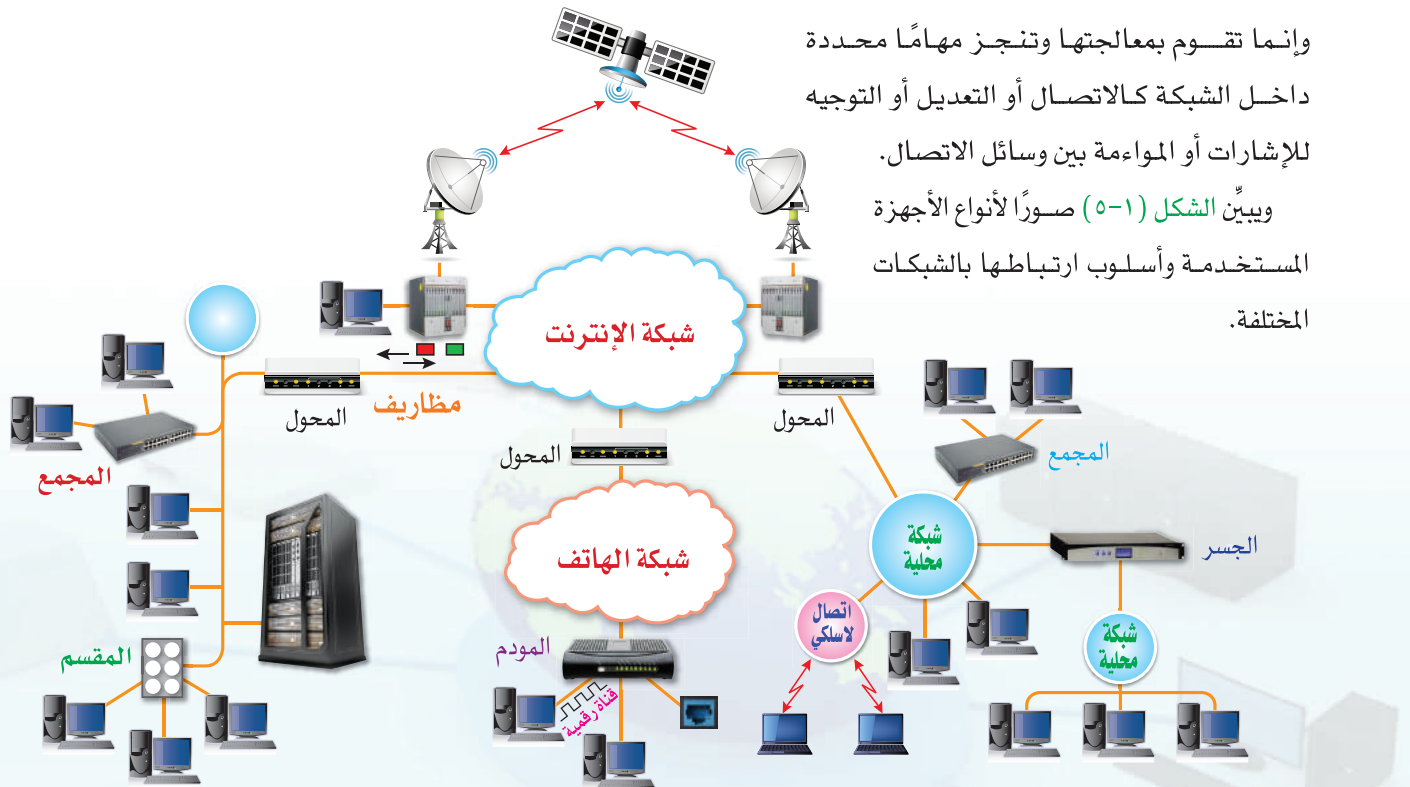 وإنما تقوم بمعالجتها وتنجز مهامًا محددة
داخل الشبكة كالاتصال أو التعديل أو التوجيه
للإشارات أو المواءمة بين وسائل الاتصال.
ويبيِّن الشكل (١-٥) صورًا لأنواع الأجهزة
المستخدمة وأسلوب ارتباطها بالشبكات
المختلفة.
شبكة الإنترنت
مظاريف
المحول
المحول
المحول
المجمع
المجمع
شبكة الهاتف
شبكة
محلية
الجسر
اتصال
لاسلكي
شبكة
محلية
المودم
قناة رقمية
المقسم